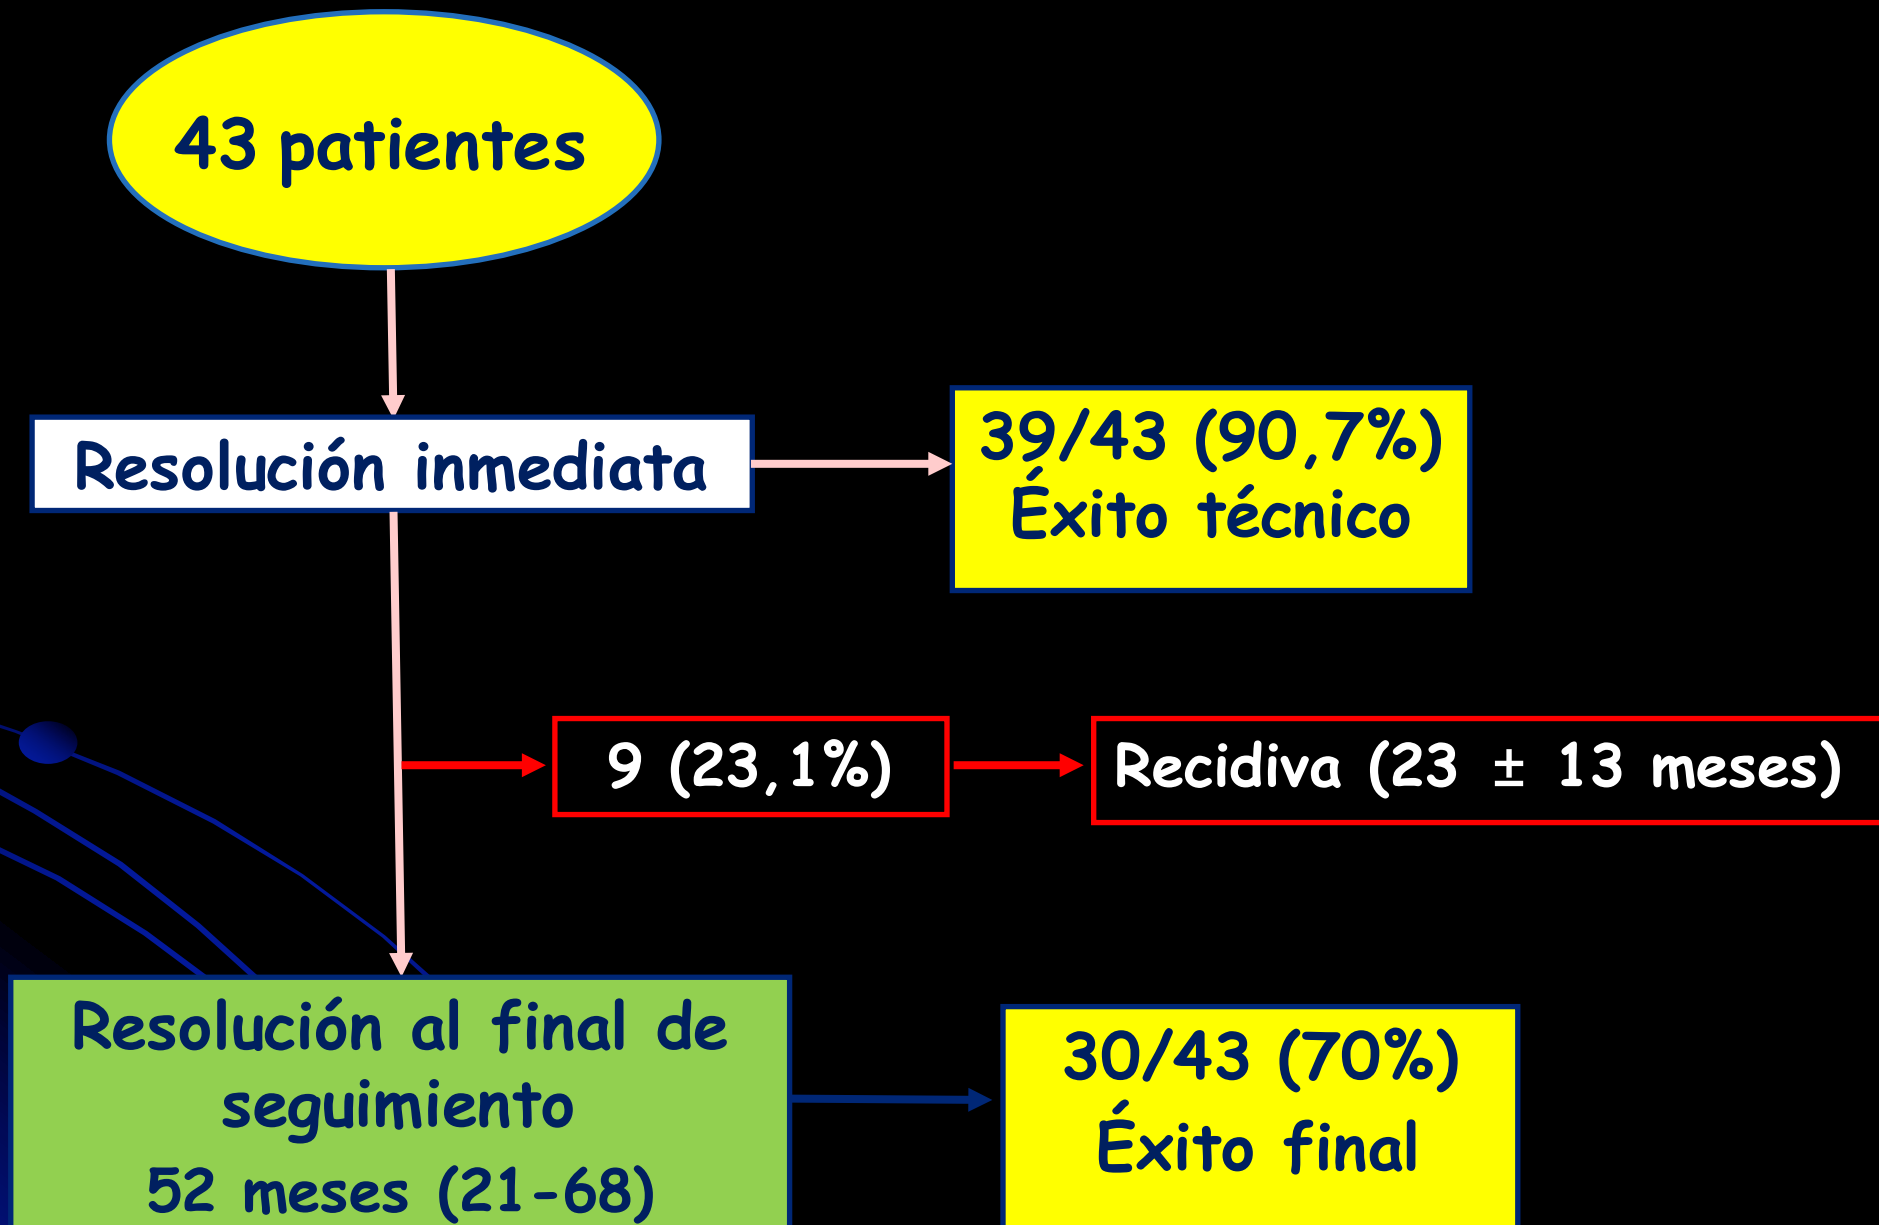 43 patientes
Resolución inmediata
39/43 (90,7%)
Éxito técnico
9 (23,1%)
Recidiva (23 ± 13 meses)
Resolución al final de
seguimiento
52 meses (21-68)
30/43 (70%)
Éxito final